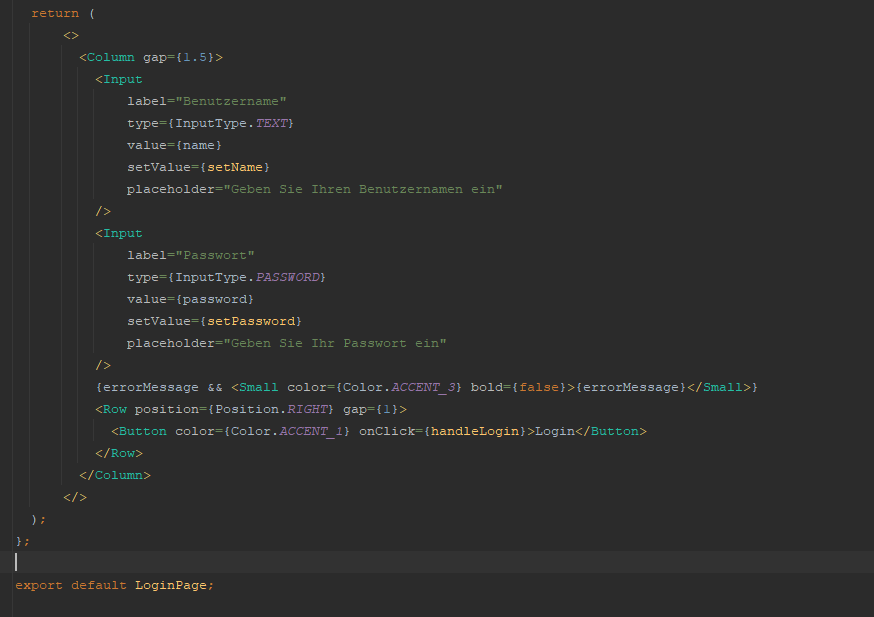 return (
<>
<Column gap={1.5}>
<Input
label="Benutzername"
type={InputType.TEXT}
value={name}
setValue={setName}
placeholder="Geben Sie Ihren Benutzernamen ein"
/>
<Input
label="Passwort"
type={InputType.PASSWORD}
value={password}
setValue={setPassword}
placeholder="Geben Sie Ihr Passwort ein"
/>
{errorMessage && <Small color={Color.ACCENT_3} bold={false}>{errorMessage}</Small>}
<Row position={Position.RIGHT} gap={1}>
<Button color={Color.ACCENT_1} onClick={handleLogin}>Login</Button>
</Row>
</Column>
</>
);
};
export default LoginPage;